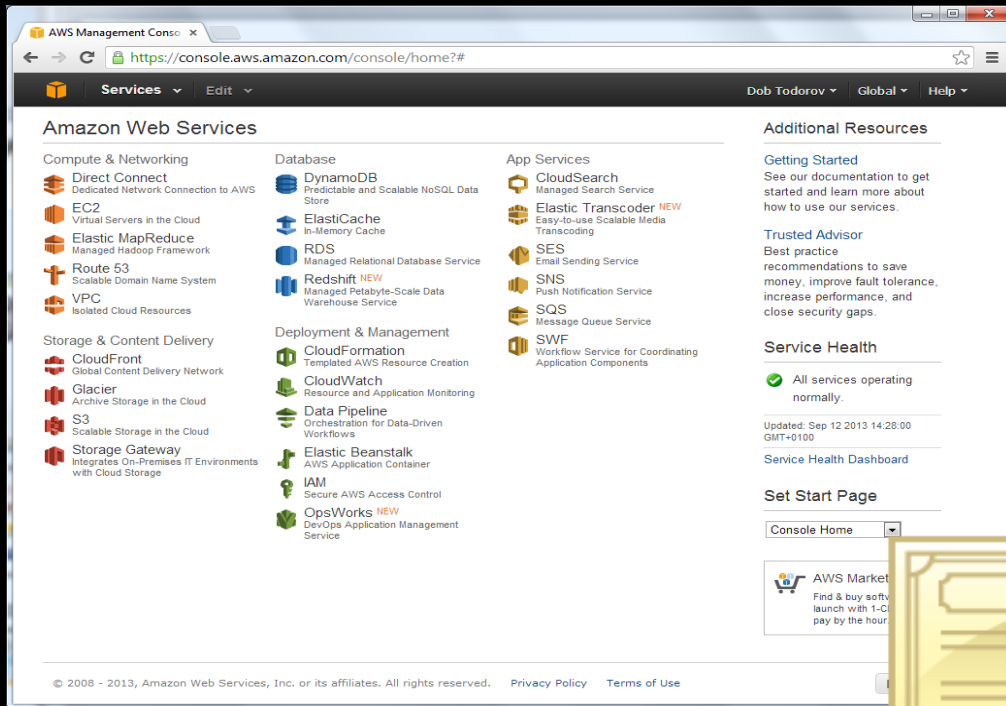 AWS Management Conso
https://console.aws.amazon.com/console/home?#
Services Edit Dob Todorov Global Help
Amazon Web Services
Compute & Networking
Direct Connect
Dedicated Network Connection to AWS
EC2
Virtual Servers in the Cloud
Elastic MapReduce
Managed Hadoop Framework
Route 53
Scalable Domain Name System
VPC
Isolated Cloud Resources
Storage & Content Delivery
CloudFront
Global Content Delivery Network
Glacier
Archive Storage in the Cloud
S3
Scalable Storage in the Cloud
Storage Gateway
Integrates On-Premises IT Environments
with Cloud Storage
Database
DynamoDB
Predictable and Scalable NoSQL Data
Store
ElastiCache
In-Memory Cache
RDS
Managed Relational Database Service
Redshift NEW
Managed Petabyte-Scale Data
Warehouse Service
Deployment & Management
CloudFormation
Templated AWS Resource Creation
CloudWatch
Resource and Application Monitoring
Data Pipeline
Orchestration for Data-Driven
Workflows
Elastic Beanstalk
AWS Application Container
IAM
Secure AWS Access Control
OpsWorks NEW
DevOps Application Management
Service
App Services
CloudSearch
Managed Search Service
Elastic Transcoder NEW
Easy-to-use Scalable Media
Transcoding
SES
Email Sending Service
SNS
Push Notification Service
SQS
Message Queue Service
SWF
Workflow Service for Coordinating
Application Components
Additional Resources
Getting Started
See our documentation to get
started and learn more about
how to use our services.
Trusted Advisor
Best practice
recommendations to save
money, improve fault tolerance,
increase performance, and
close security gaps.
Service Health
All services operating
normally.
Updated: Sep 12 2013 14:28:00
GMT+0100
Service Health Dashboard
Set Start Page
Console Home
AWS Market
Find & buy softw
launch with 1-Cl
pay by the hour
© 2008 - 2013, Amazon Web Services, Inc. or its affiliates. All rights reserved. Privacy Policy Terms of Use